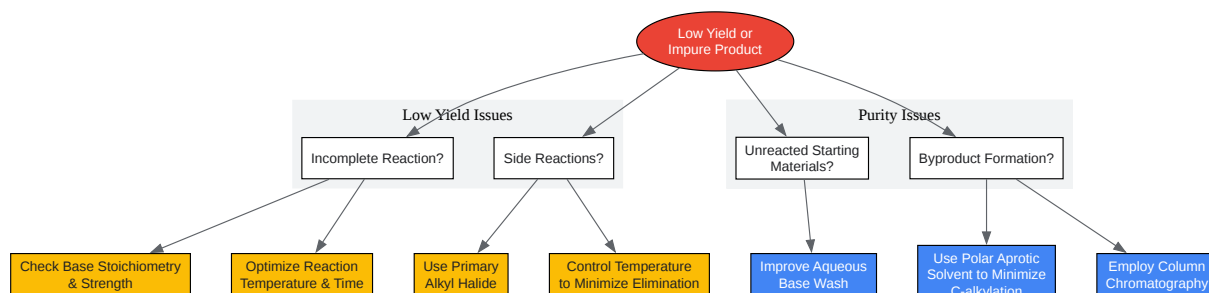 Low Yield or
Impure Product
Low Yield Issues
Purity Issues
Incomplete Reaction?
Side Reactions?
Unreacted Starting
Materials?
Byproduct Formation?
Check Base Stoichiometry
& Strength
Optimize Reaction
Temperature & Time
Use Primary
Alkyl Halide
Control Temperature
to Minimize Elimination
Improve Aqueous
Base Wash
Use Polar Aprotic
Solvent to Minimize
C-alkylation
Employ Column
Chromatography